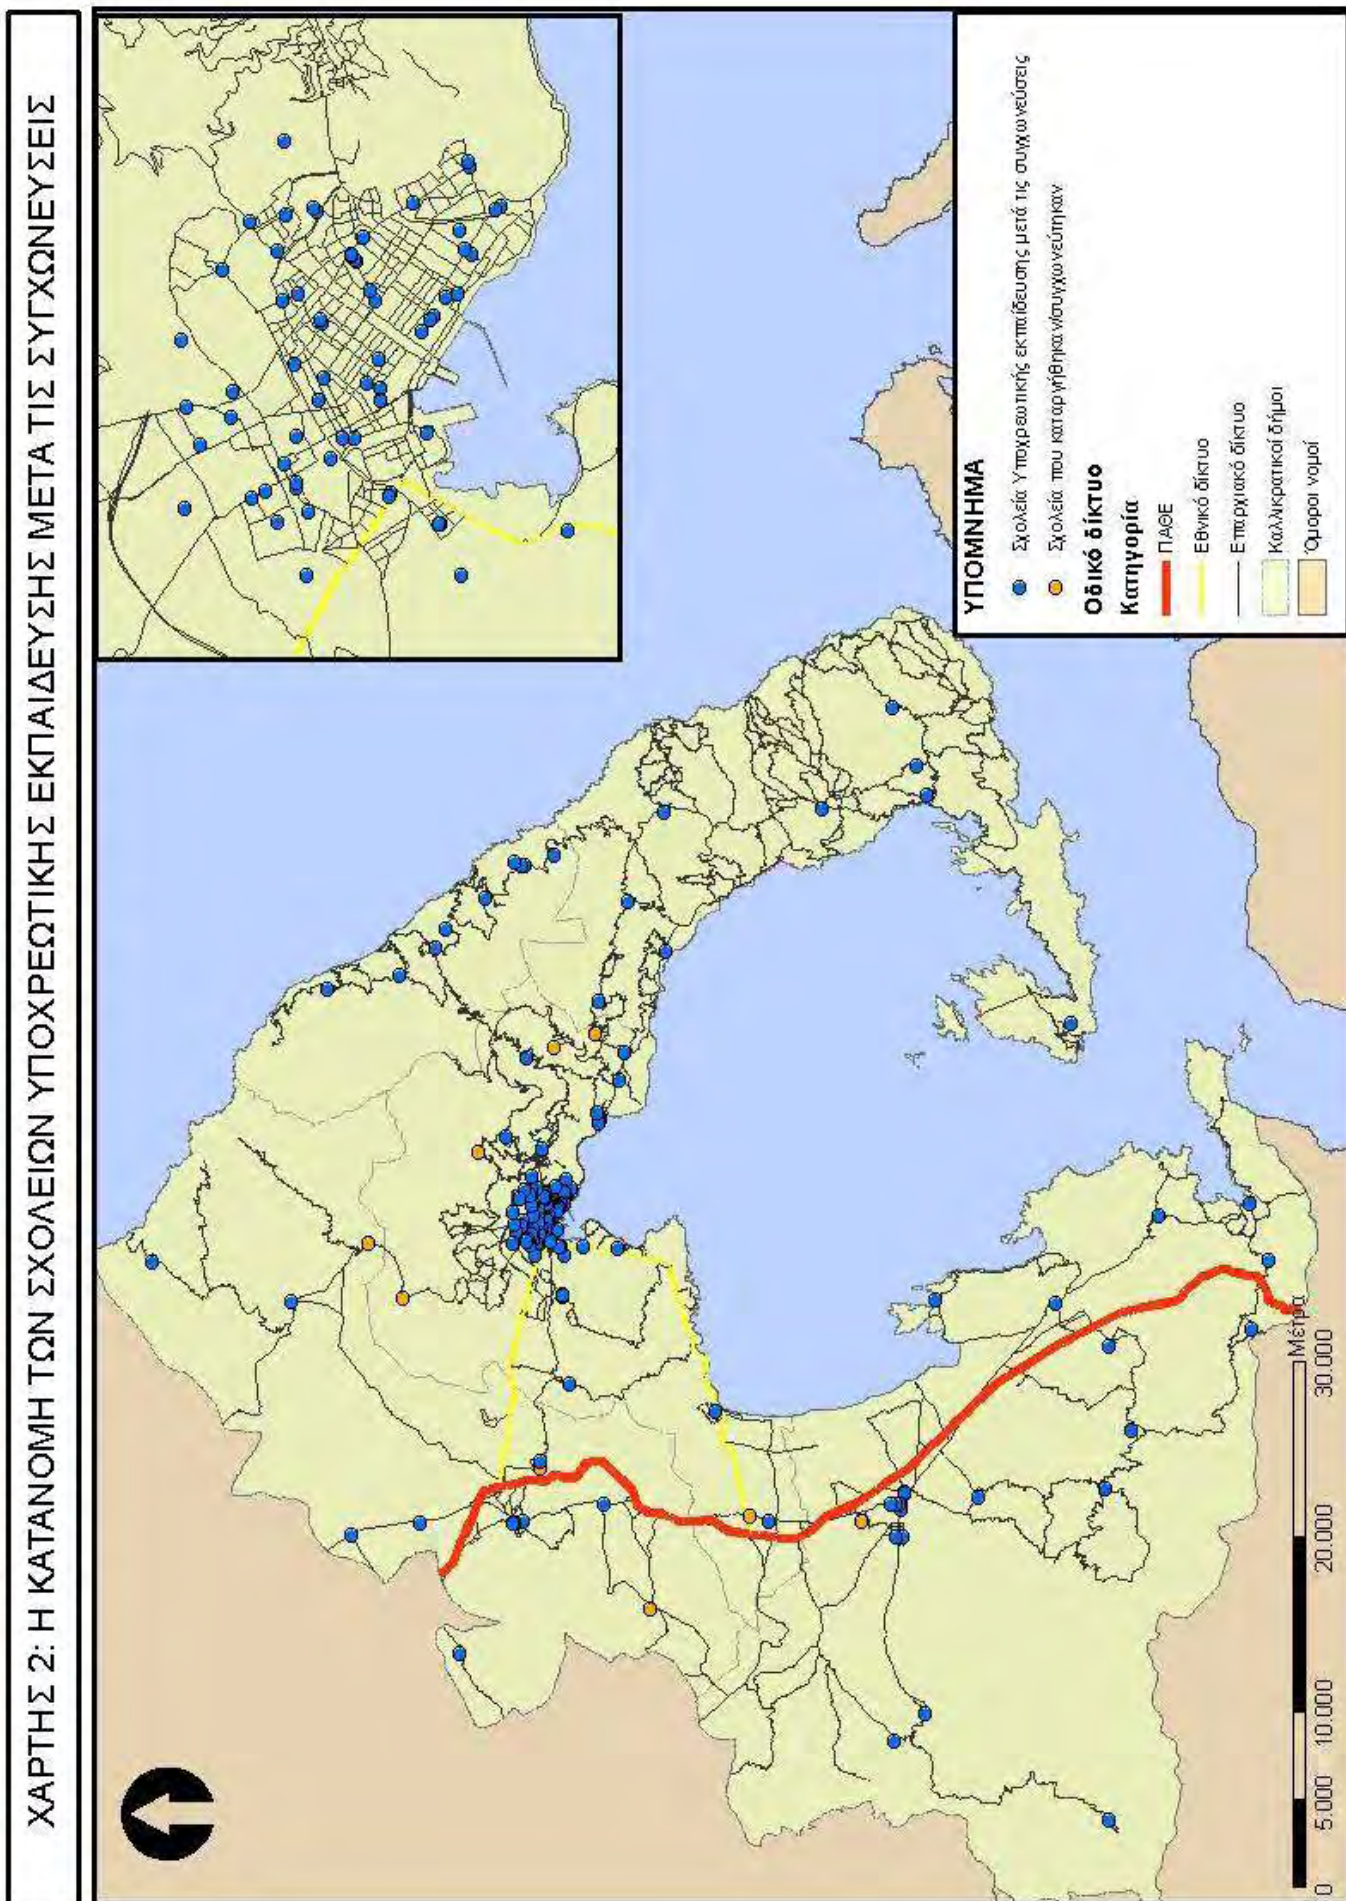 ΧΑΡΤΗΣ 2: Η ΚΑΤΑΝΟΜΗ ΤΩΝ ΣΧΟΛΕΙΩΝ ΥΠΟΧΡΕΩΤΙΚΗΣ ΕΚΠΑΙΔΕΥΣΗΣ ΜΕΤΑ ΤΙΣ ΣΥΓΧΩΝΕΥΣΕΙΣ
ΥΠΟΜΝΗΜΑ
Σχολεία Υποχρεωτικής εκπαίδευσης μετά τις συγχωνεύσεις
Σχολεία που καταργήθηκαν/συγχωνεύτηκαν
Οδικό δίκτυο
Κατηγορία
ΠΑΘΕ
Εθνικό δίκτυο
Επαρχιακό δίκτυο
Καλλικρατικοί δήμοι
Όμοροι νομοί
0 5.000 10.000 20.000 30.000
Μέτρα